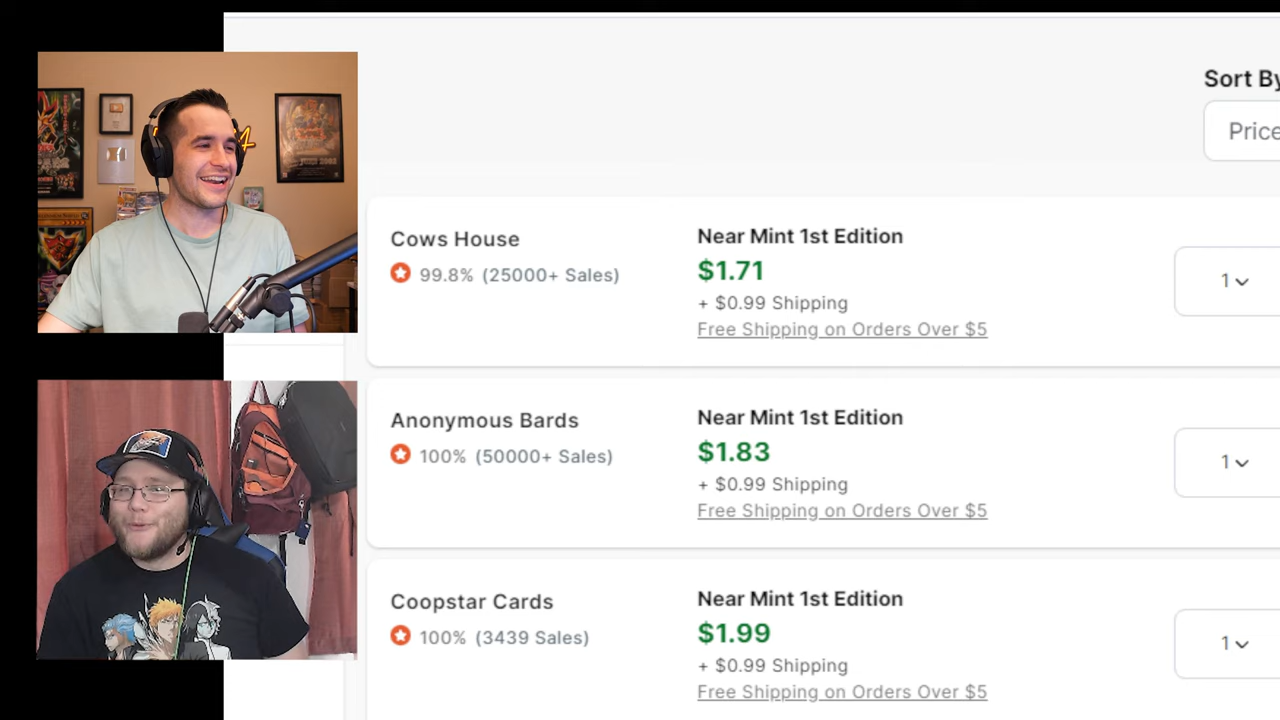 Sort By
Price
Cows House
99.8% (25000+ Sales)
Near Mint 1st Edition
$1.71
+ $0.99 Shipping
Free Shipping on Orders Over $5
1
Anonymous Bards
100% (50000+ Sales)
Near Mint 1st Edition
$1.83
+ $0.99 Shipping
Free Shipping on Orders Over $5
1
Coopstar Cards
100% (3439 Sales)
Near Mint 1st Edition
$1.99
+ $0.99 Shipping
Free Shipping on Orders Over $5
1